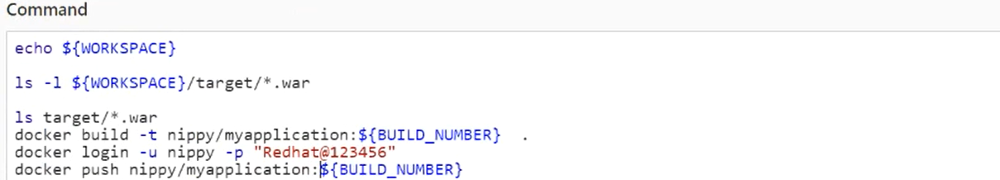 Command
echo ${WORKSPACE}
ls -l ${WORKSPACE}/target/*.war
ls target/*.war
docker build -t nippy/myapplication:${BUILD_NUMBER}  .
docker login -u nippy -p "Redhat@123456"
docker push nippy/myapplication:${BUILD_NUMBER}